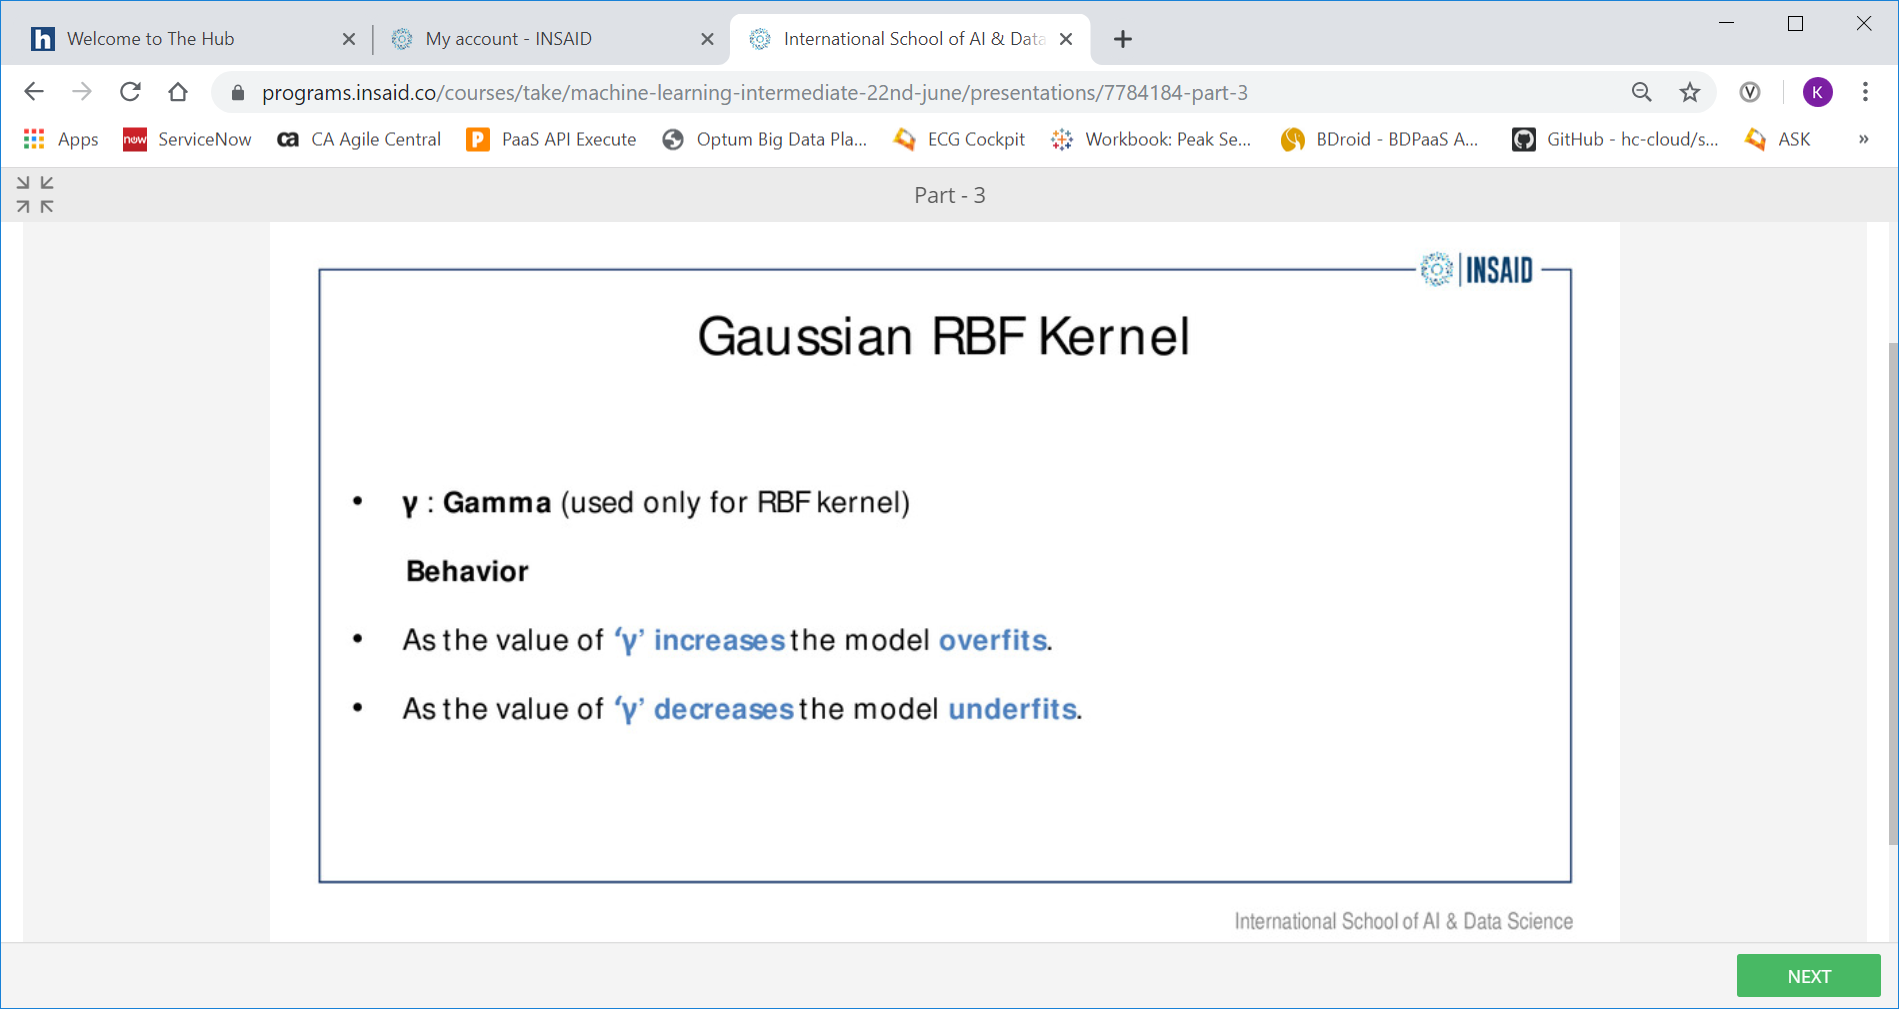 Welcome to The Hub
My account - INSAID
International School of AI & Data
programs.insaid.co/courses/take/machine-learning-intermediate-22nd-june/presentations/7784184-part-3
K
Apps
now ServiceNow
ca CA Agile Central
P PaaS API Execute
Optum Big Data Pla...
ECG Cockpit
Workbook: Peak Se...
BDroid - BDPaaS A...
GitHub - hc-cloud/s...
ASK
»
Part - 3
INSAID
Gaussian RBF Kernel
• γ : Gamma (used only for RBF kernel)
Behavior
• As the value of ‘γ’ increases the model overfits.
• As the value of ‘γ’ decreases the model underfits.
International School of AI & Data Science
NEXT